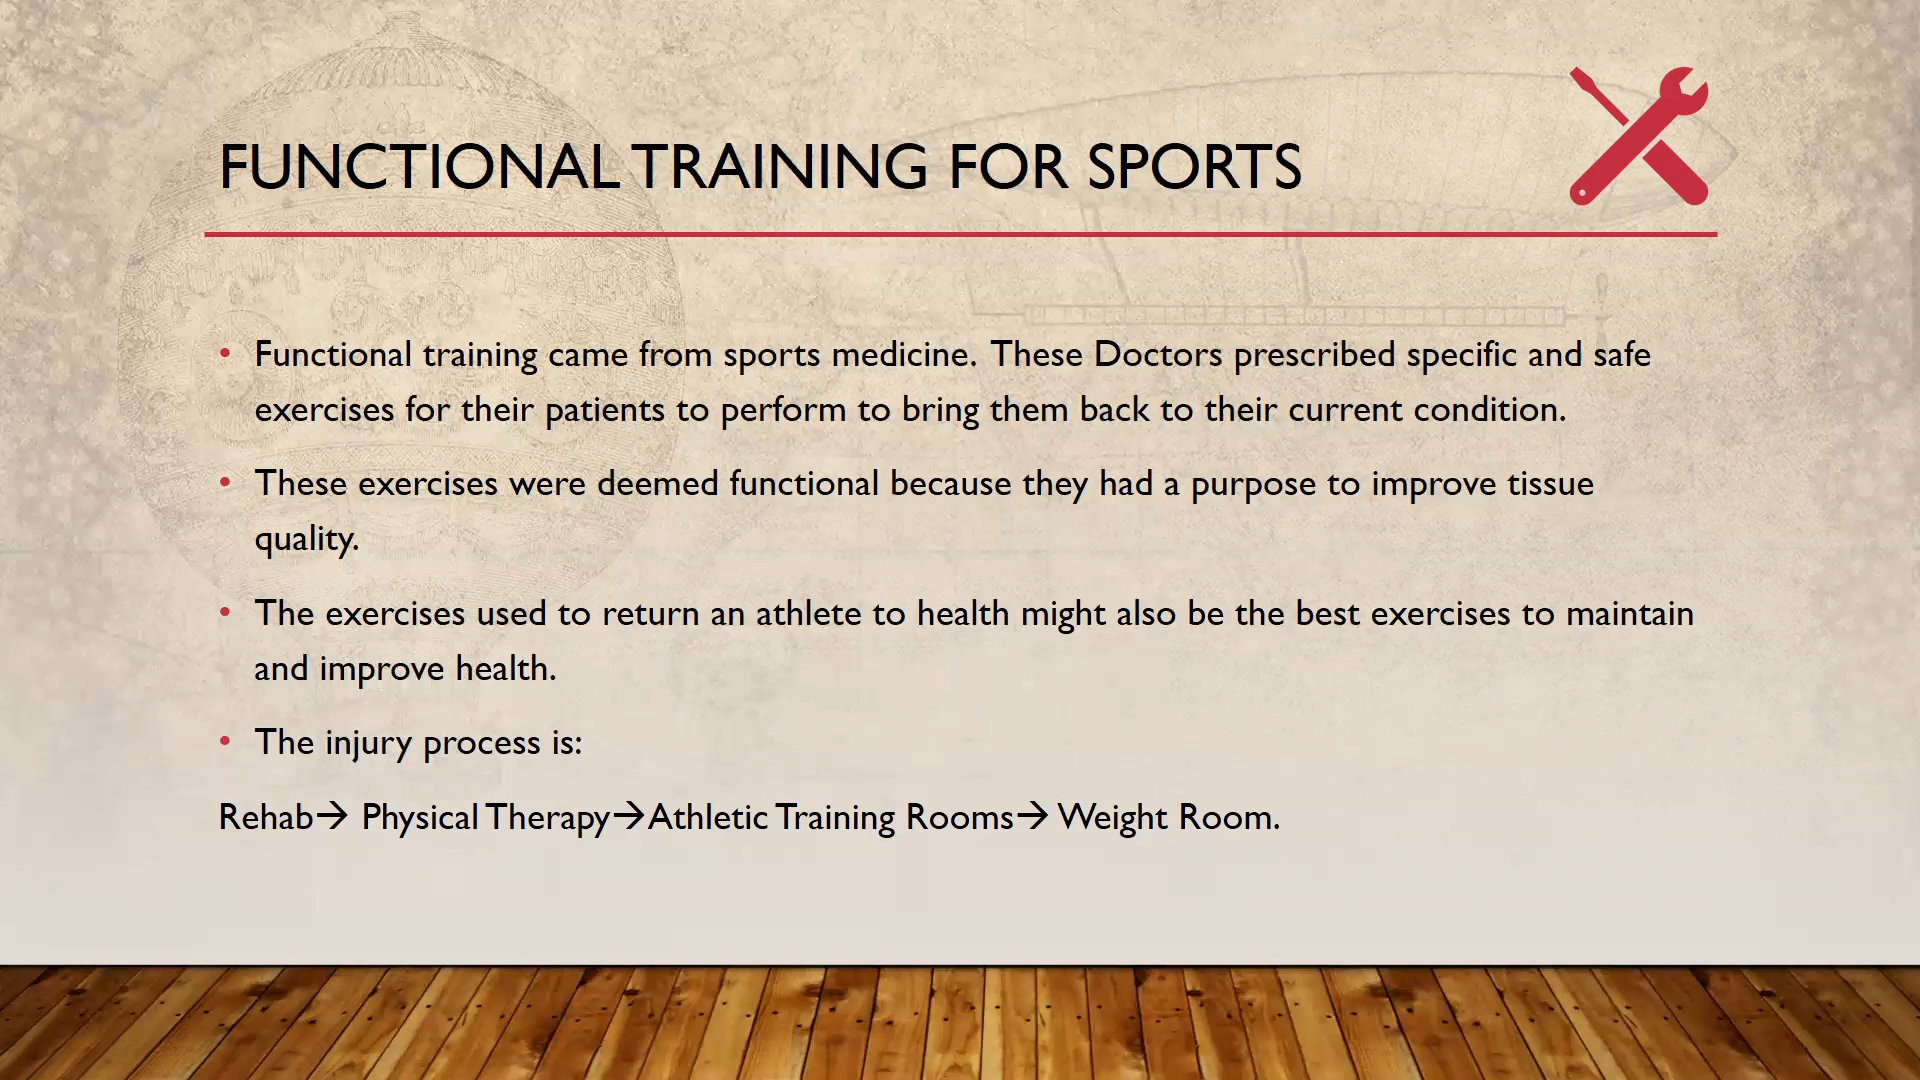 FUNCTIONAL TRAINING FOR SPORTS
• Functional training came from sports medicine. These Doctors prescribed specific and safe
exercises for their patients to perform to bring them back to their current condition.
• These exercises were deemed functional because they had a purpose to improve tissue
quality.
• The exercises used to return an athlete to health might also be the best exercises to maintain
and improve health.
• The injury process is:
Rehab→ Physical Therapy→Athletic Training Rooms→ Weight Room.